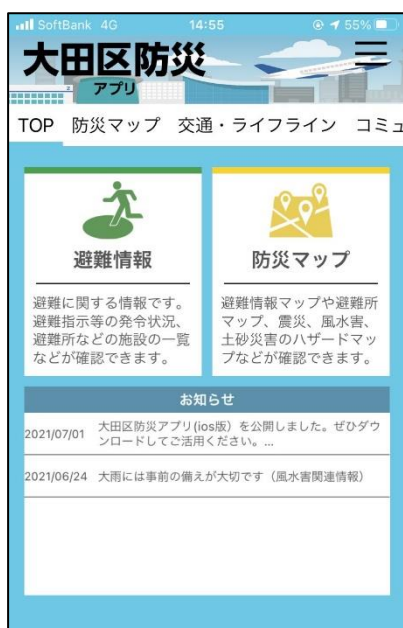 SoftBank 4G 14:55 55%
大田区防災
アプリ
TOP 防災マップ 交通・ライフライン コミュ
避難情報
避難に関する情報です。
避難指示等の発令状況、
避難所などの施設の一覧
などが確認できます。
防災マップ
避難情報マップや避難所
マップ、震災、風水害、
土砂災害のハザードマッ
プなどが確認できます。
お知らせ
2021/07/01 大田区防災アプリ(ios版）を公開しました。ぜひダウ
ンロードしてご活用ください。...
2021/06/24 大雨には事前の備えが大切です（風水害関連情報）